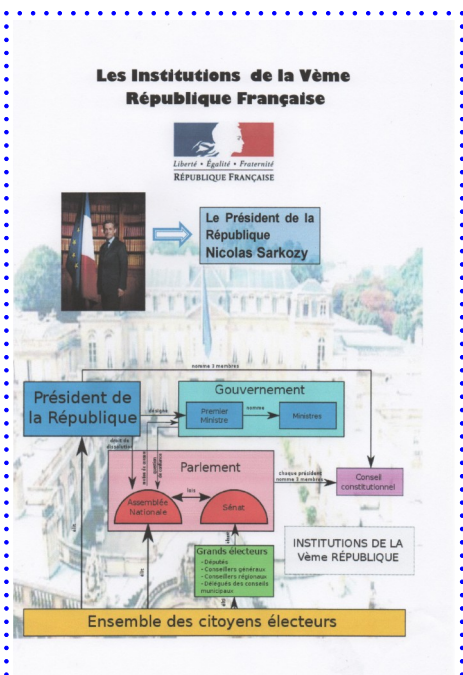 Les Institutions de la Vème
République Française
Liberté • Égalité • Fraternité
RÉPUBLIQUE FRANÇAISE
Le Président de la
République
Nicolas Sarkozy
nomme 3 membres
Président de
la République
Gouvernement
désigne
Premier
Ministre
nomme
Ministres
droit de
dissolution
Parlement
chaque président
nomme 3 membres
Conseil
constitutionnel
Assemblée
Nationale
lois
Sénat
élit
élit
Grands électeurs
- Députés
- Conseillers généraux
- Conseillers régionaux
- Délégués des conseils
municipaux
INSTITUTIONS DE LA
Vème RÉPUBLIQUE
Ensemble des citoyens électeurs